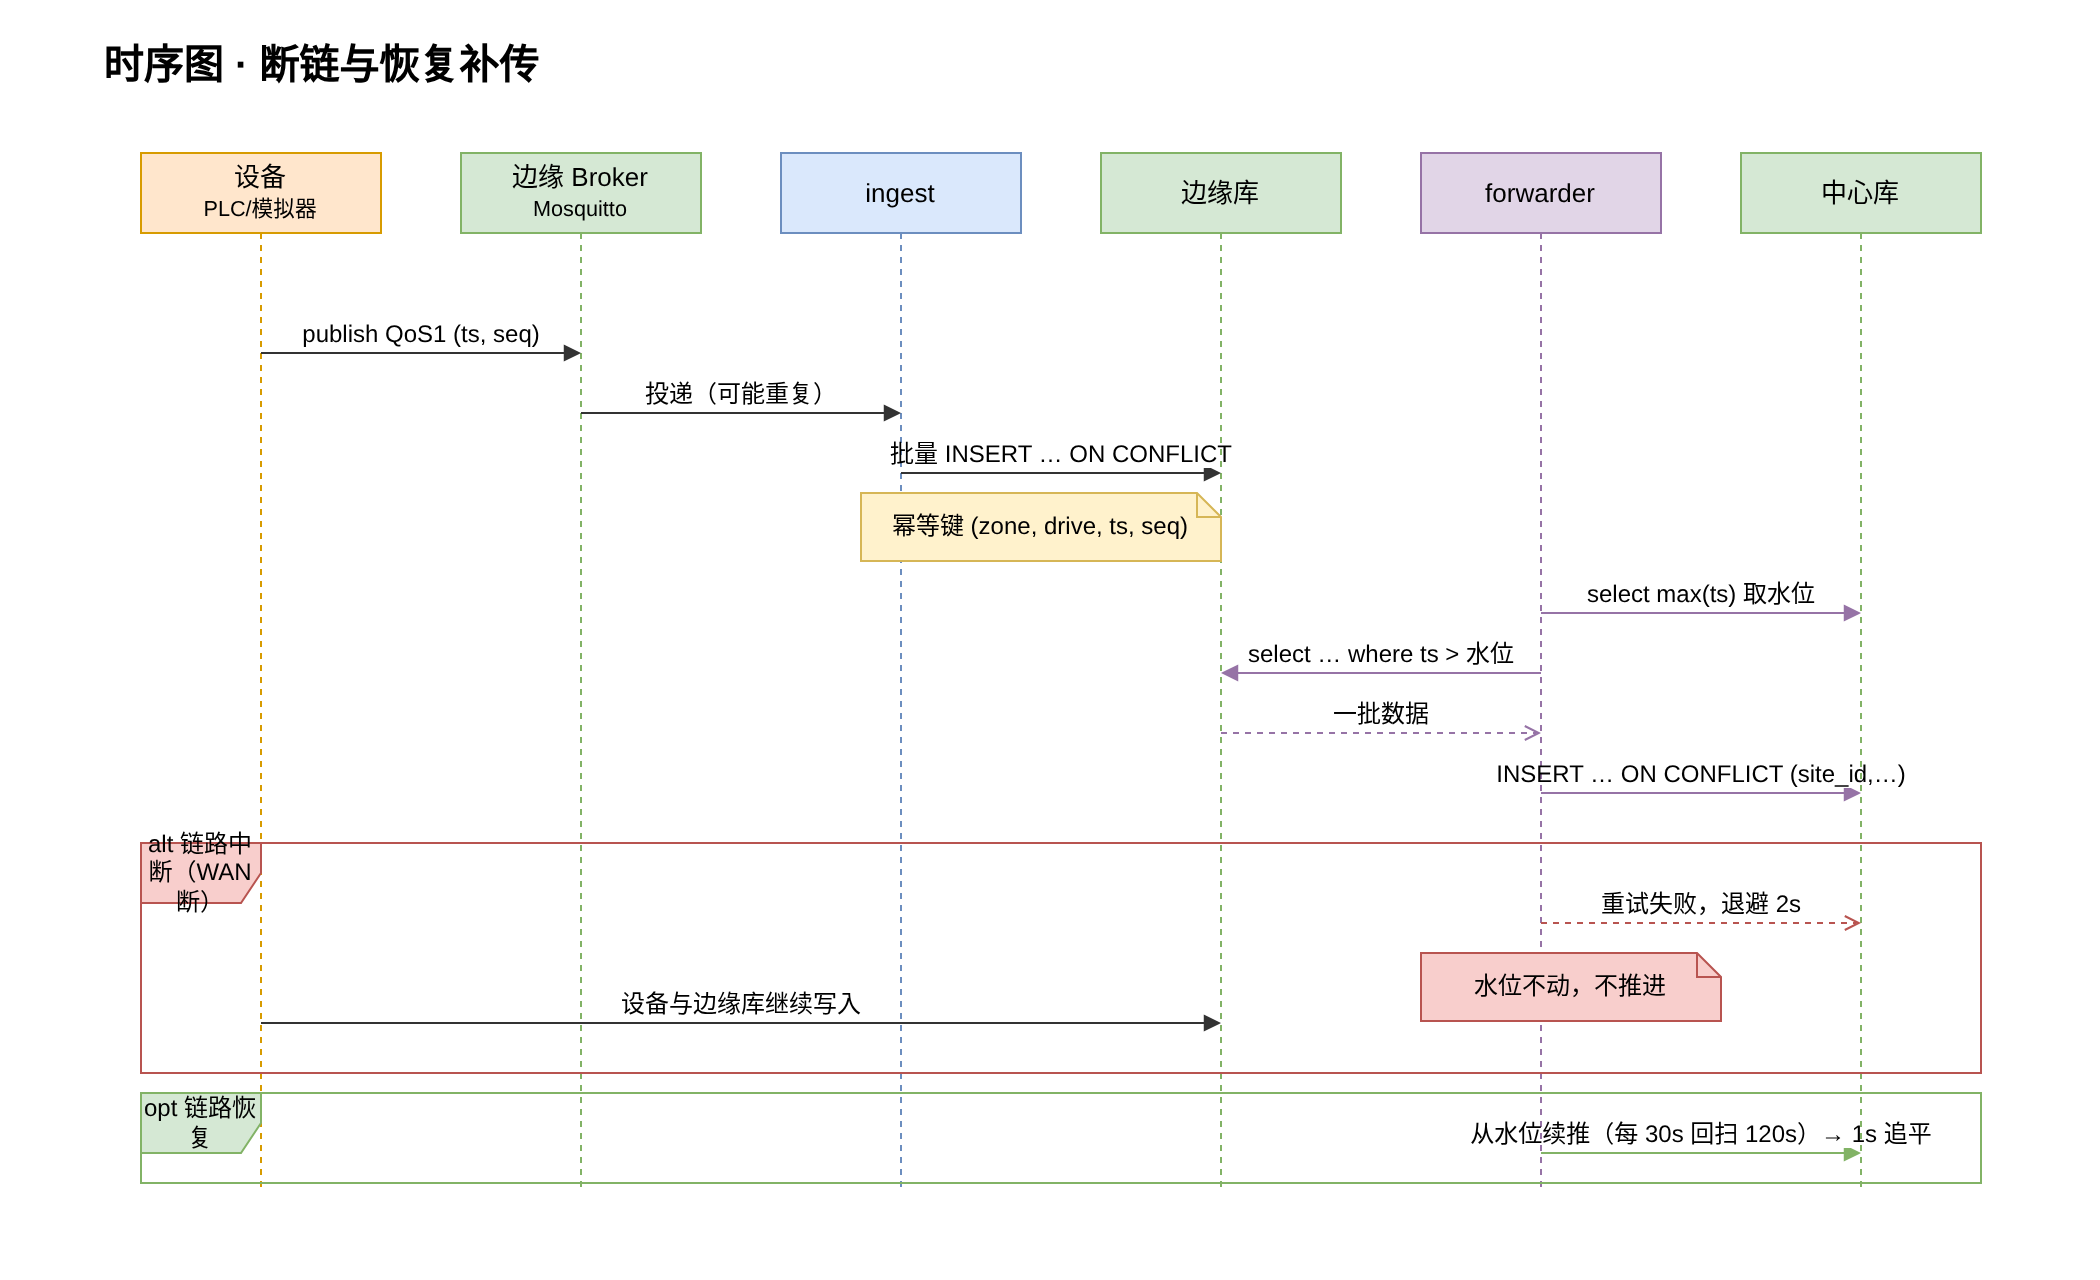 时序图 · 断链与恢复补传
设备
PLC/模拟器
边缘 Broker
Mosquitto
ingest
边缘库
forwarder
中心库
publish QoS1 (ts, seq)
投递（可能重复）
批量 INSERT … ON CONFLICT
幂等键 (zone, drive, ts, seq)
select max(ts) 取水位
select … where ts > 水位
一批数据
INSERT … ON CONFLICT (site_id,…)
alt 链路中
断（WAN
断）
重试失败，退避 2s
水位不动，不推进
设备与边缘库继续写入
opt 链路恢
复
从水位续推（每 30s 回扫 120s）→ 1s 追平